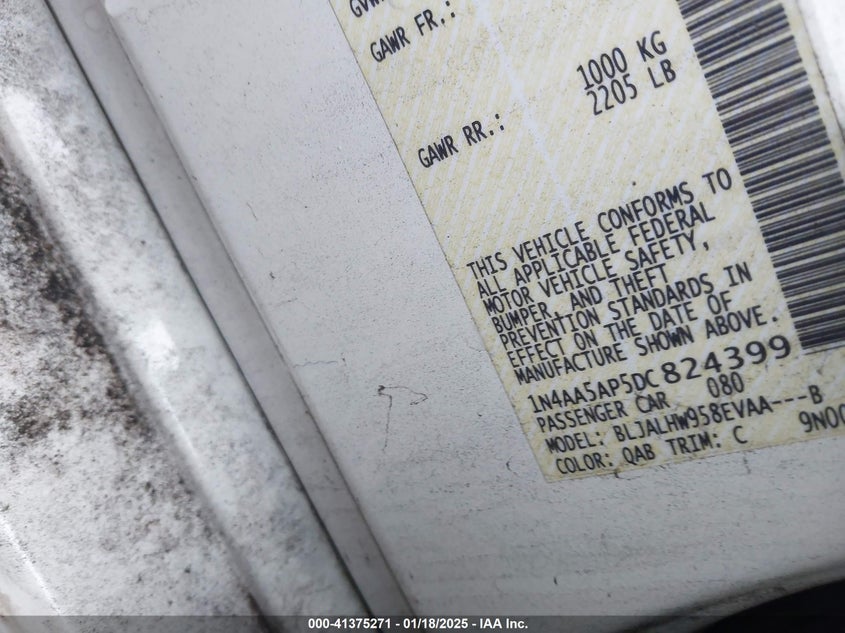 GVW
GAWR FR.:
1000 KG
2205 LB
GAWR RR.:
THIS VEHICLE CONFORMS TO
ALL APPLICABLE FEDERAL
MOTOR VEHICLE SAFETY,
BUMPER, AND THEFT
PREVENTION STANDARDS IN
EFFECT ON THE DATE OF
MANUFACTURE SHOWN ABOVE.
1N4AA5AP5DC824399
PASSENGER CAR 080
MODEL: BLJALHW958EVAA---B
COLOR: QAB TRIM: C 9N00
000-41375271 - 01/18/2025 - IAA Inc.